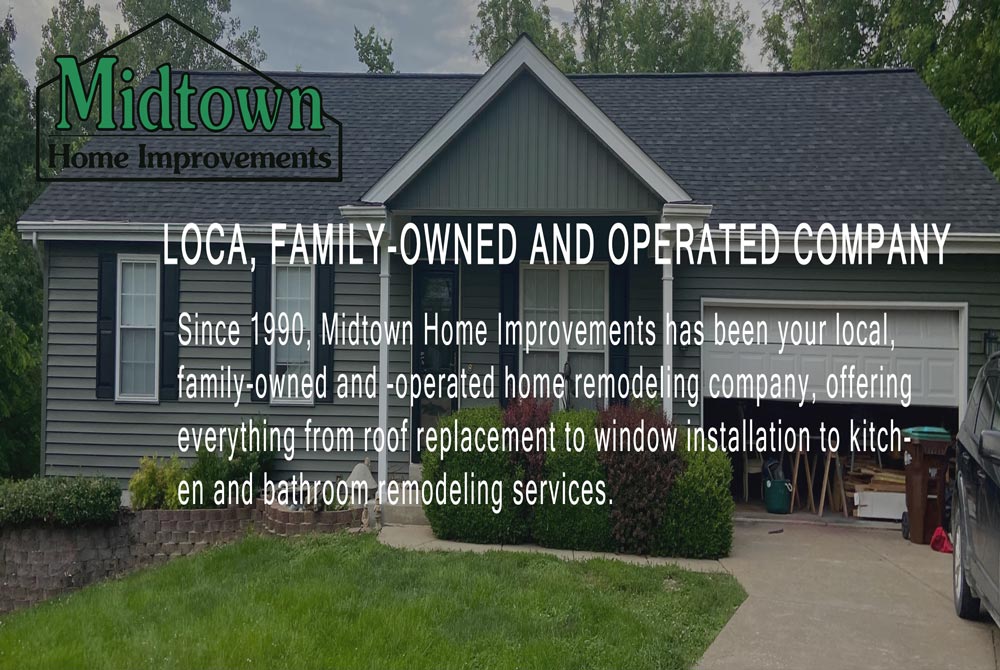 Midtown
Home Improvements
LOCA, FAMILY-OWNED AND OPERATED COMPANY
Since 1990, Midtown Home Improvements has been your local,
family-owned and -operated home remodeling company, offering
everything from roof replacement to window installation to kitch-
en and bathroom remodeling services.